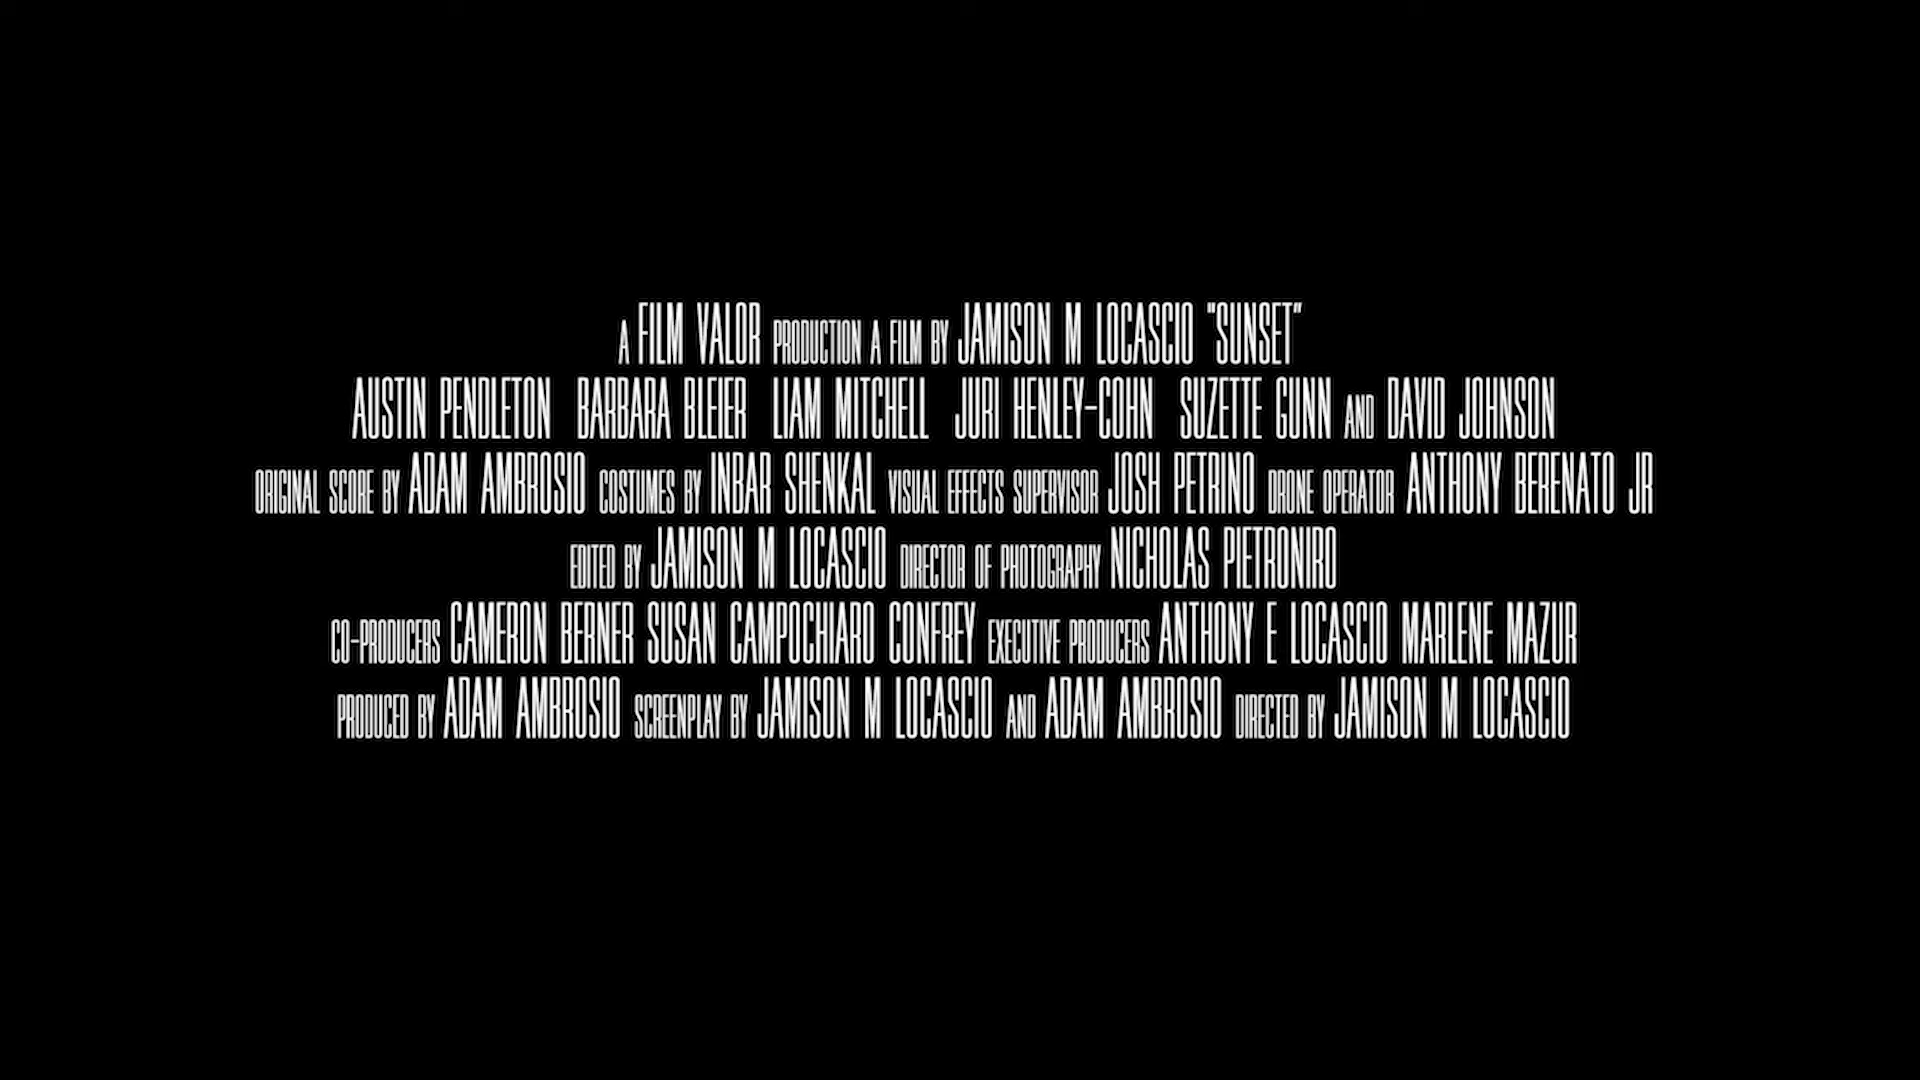 A FILM VALOR PRODUCTION A FILM BY JAMISON M LOCASCIO "SUNSET"
AUSTIN PENDLETON BARBARA BLEIER LIAM MITCHELL JURI HENLEY-COHN SUZETTE GUNN AND DAVID JOHNSON
ORIGINAL SCORE BY ADAM AMBROSIO COSTUMES BY INBAR SHENKAL VISUAL EFFECTS SUPERVISOR JOSH PETRINO DRONE OPERATOR ANTHONY BERENATO JR
EDITED BY JAMISON M LOCASCIO DIRECTOR OF PHOTOGRAPHY NICHOLAS PIETRONIRO
CO-PRODUCERS CAMERON BERNER SUSAN CAMPOCHIARO CONFREY EXECUTIVE PRODUCERS ANTHONY E LOCASCIO MARLENE MAZUR
PRODUCED BY ADAM AMBROSIO SCREENPLAY BY JAMISON M LOCASCIO AND ADAM AMBROSIO DIRECTED BY JAMISON M LOCASCIO